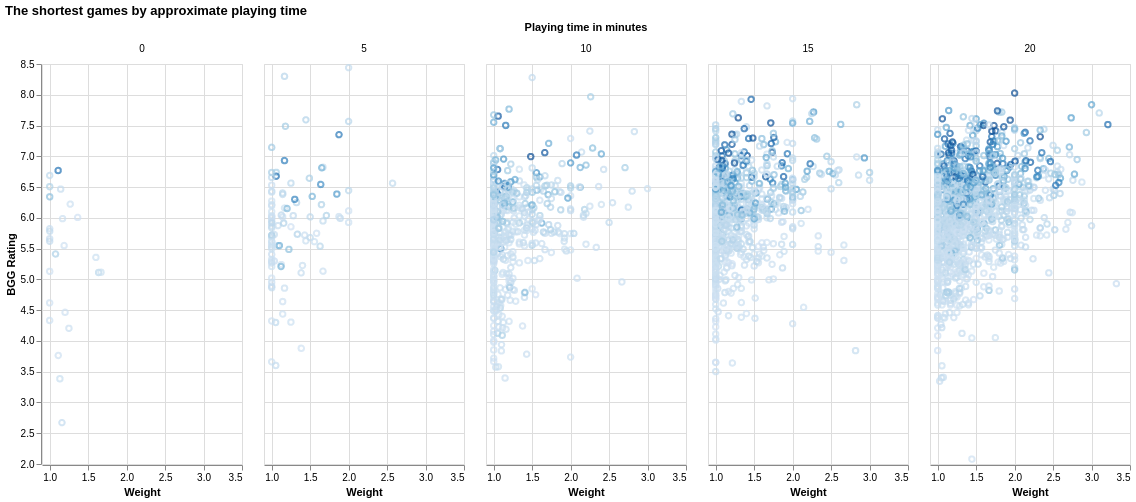 The shortest games by approximate playing time
Playing time in minutes
0 5 10 15 20
8.5
8.0
7.5
7.0
6.5
6.0
5.5
5.0
4.5
4.0
3.5
3.0
2.5
2.0
BGG Rating
1.0 1.5 2.0 2.5 3.0 3.5 1.0 1.5 2.0 2.5 3.0 3.5 1.0 1.5 2.0 2.5 3.0 3.5 1.0 1.5 2.0 2.5 3.0 3.5 1.0 1.5 2.0 2.5 3.0 3.5
Weight Weight Weight Weight Weight